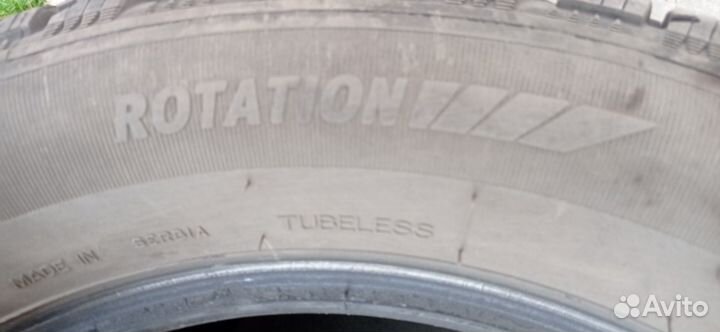 ROTATION
MADE IN SERBIA TUBELESS
Avito